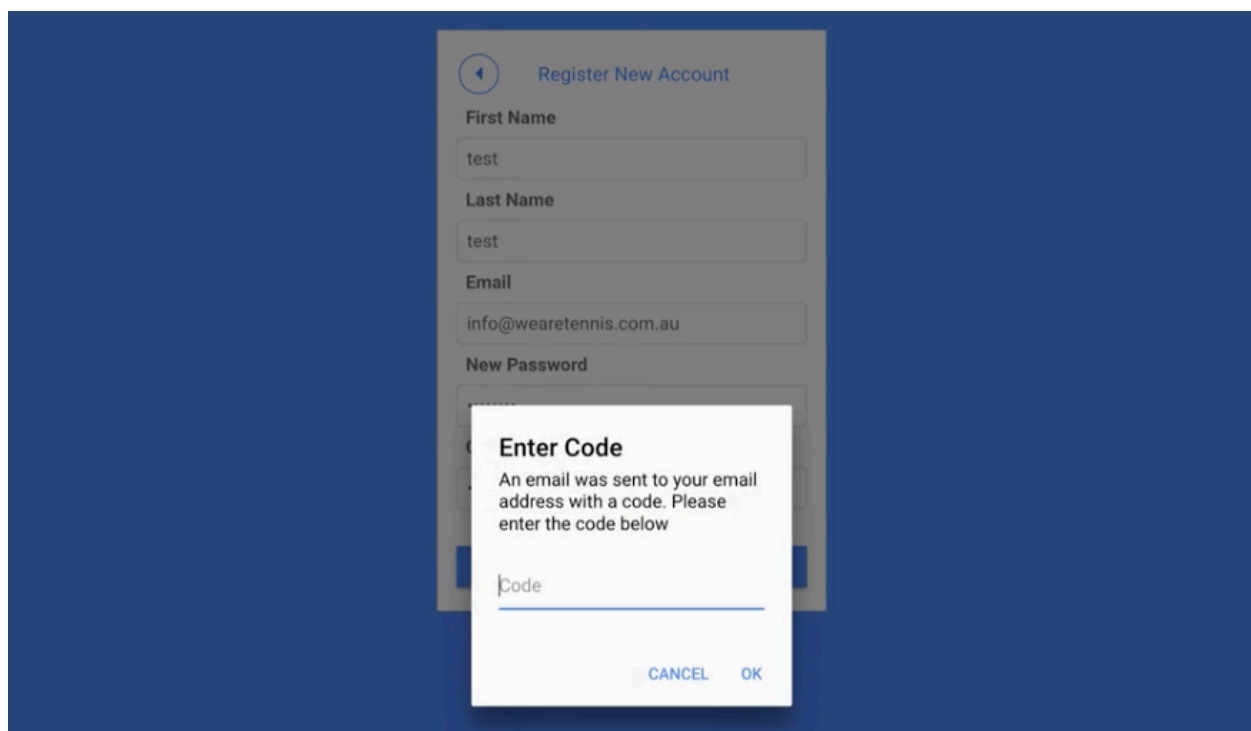 Register New Account
First Name
test
Last Name
test
Email
info@wearetennis.com.au
New Password
Enter Code
An email was sent to your email
address with a code. Please
enter the code below
Code
CANCEL OK